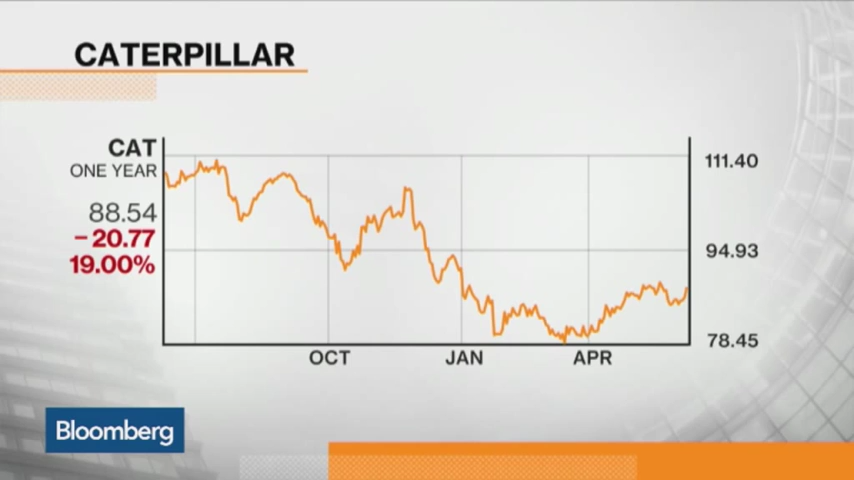 CATERPILLAR
CAT
ONE YEAR
88.54
−20.77
19.00%
111.40
94.93
78.45
OCT JAN APR
Bloomberg